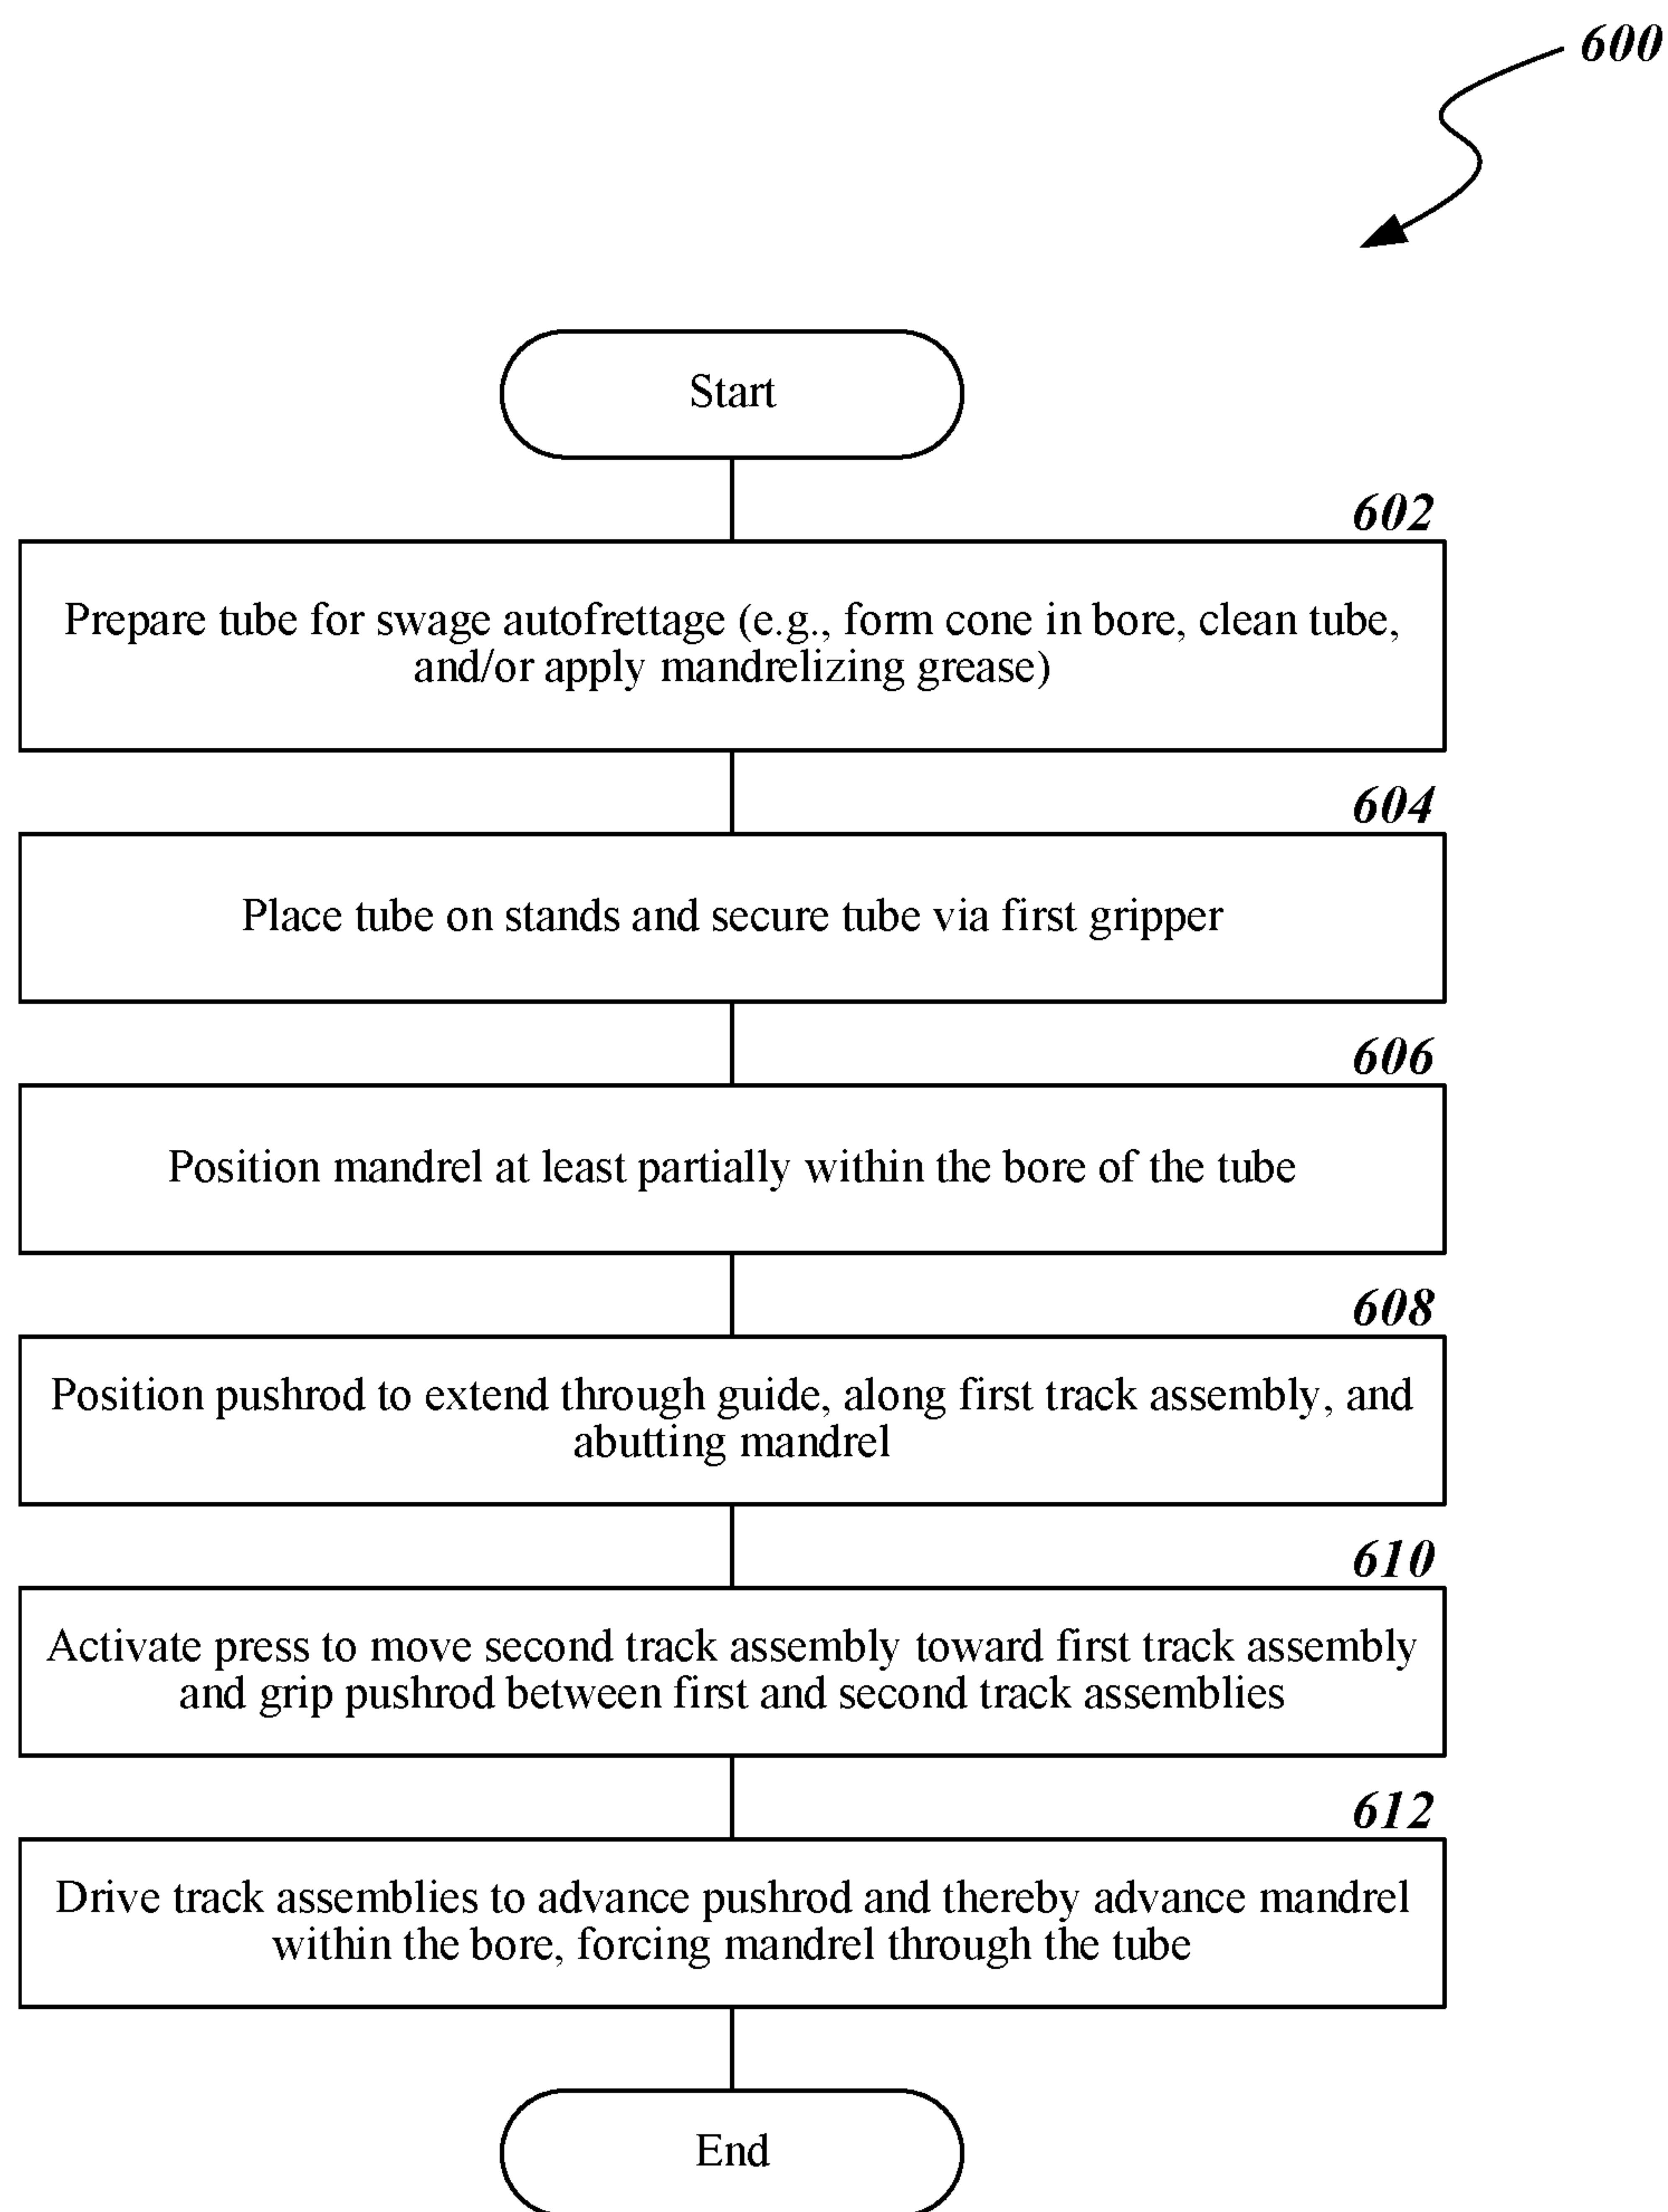 600
Start
602
Prepare tube for swage autofrettage (e.g., form cone in bore, clean tube,
and/or apply mandrelizing grease)
604
Place tube on stands and secure tube via first gripper
606
Position mandrel at least partially within the bore of the tube
608
Position pushrod to extend through guide, along first track assembly, and
abutting mandrel
610
Activate press to move second track assembly toward first track assembly
and grip pushrod between first and second track assemblies
612
Drive track assemblies to advance pushrod and thereby advance mandrel
within the bore, forcing mandrel through the tube
End